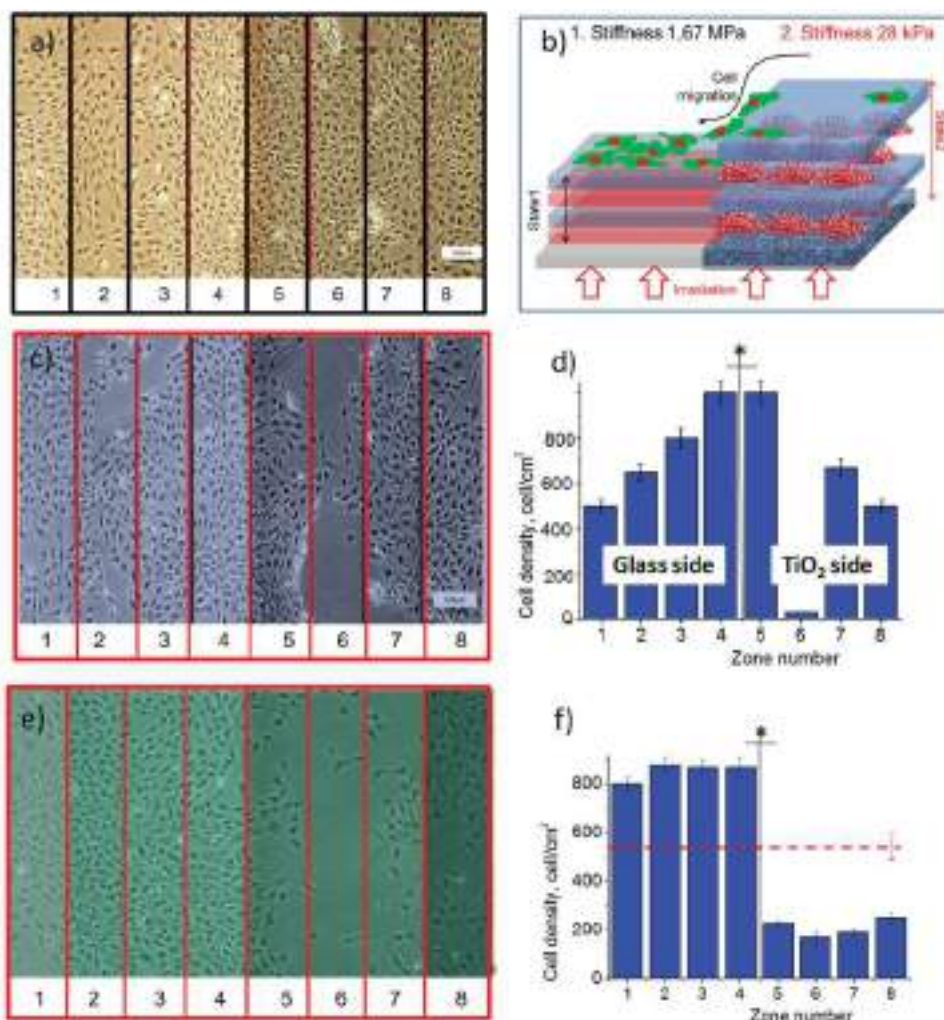 a)
1 2 3 4 5 6 7 8
b) 1. Stiffness 1,67 MPa 2. Stiffness 28 kPa
Cell
migration
State1
Irradiation
c)
1 2 3 4 5 6 7 8
d)
*
Cell density, cell/cm²
800
600
400
200
0
Glass side TiO₂ side
1 2 3 4 5 6 7 8
Zone number
e)
1 2 3 4 5 6 7 8
f)
*
Cell density, cell/cm²
800
600
400
200
0
1 2 3 4 5 6 7 8
Zone number